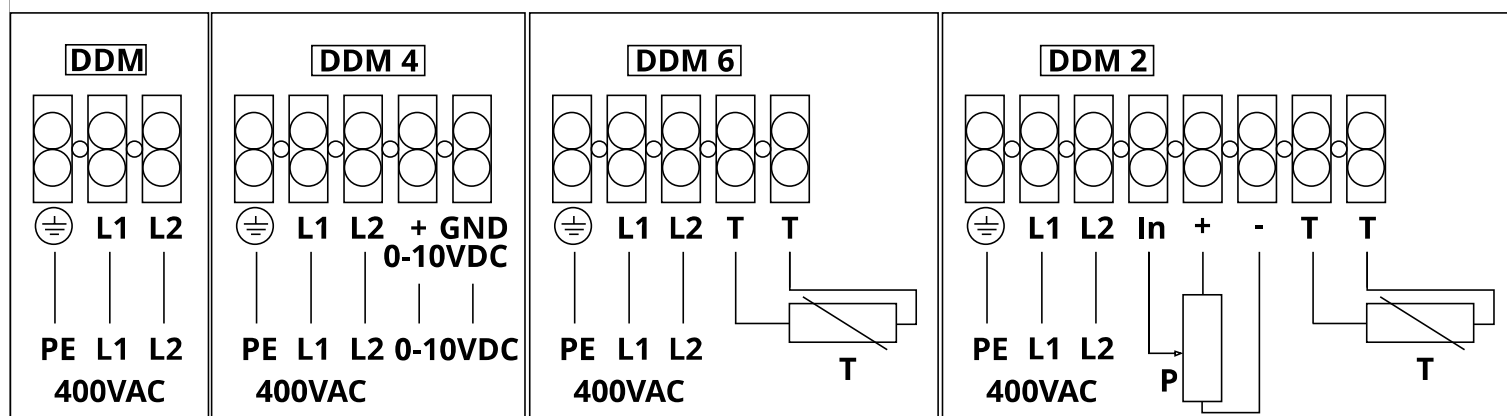 DDM
L1 L2
PE L1 L2
400VAC
DDM 4
L1 L2 + GND
0-10VDC
PE L1 L2 0-10VDC
400VAC
DDM 6
L1 L2 T T
PE L1 L2
400VAC
T
DDM 2
L1 L2 In + - T T
PE L1 L2
400VAC
P
T